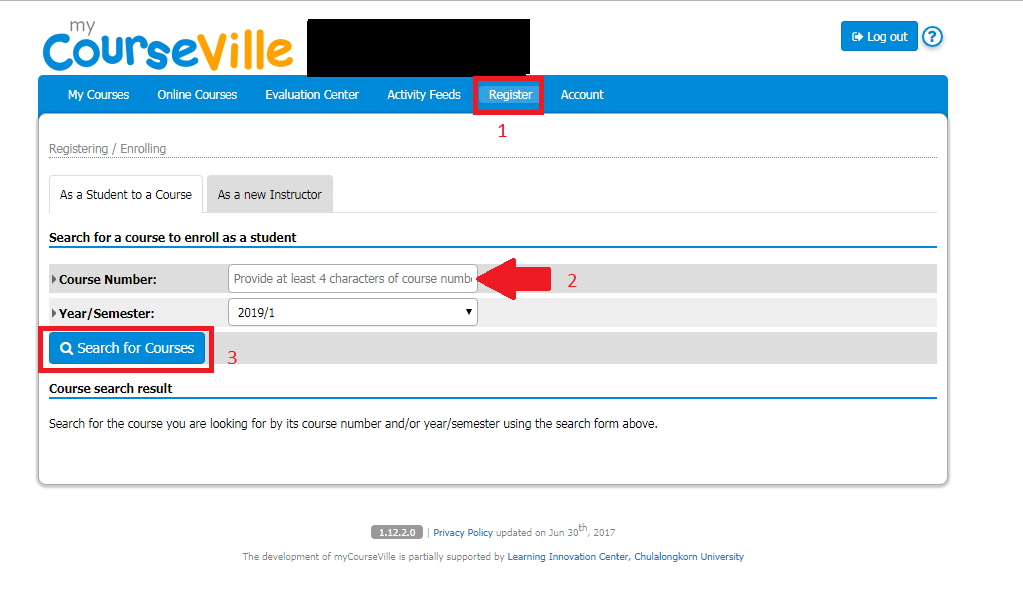 my
CourseVille
Log out ?
My Courses Online Courses Evaluation Center Activity Feeds Register Account
1
Registering / Enrolling
As a Student to a Course As a new Instructor
Search for a course to enroll as a student
Course Number: Provide at least 4 characters of course numb 2
Year/Semester: 2019/1
Search for Courses 3
Course search result
Search for the course you are looking for by its course number and/or year/semester using the search form above.
1.12.2.0 | Privacy Policy updated on Jun 30th, 2017
The development of myCourseVille is partially supported by Learning Innovation Center, Chulalongkorn University